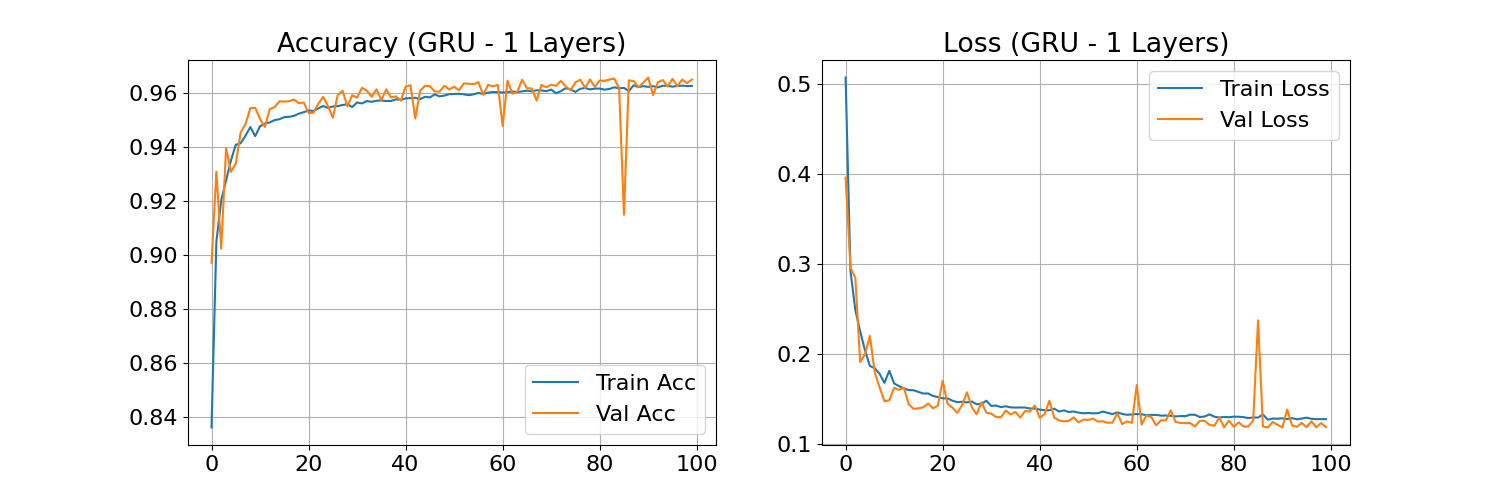 Accuracy (GRU - 1 Layers)
0.96
0.94
0.92
0.90
0.88
0.86
0.84
0 20 40 60 80 100
Train Acc
Val Acc
Loss (GRU - 1 Layers)
0.5
0.4
0.3
0.2
0.1
0 20 40 60 80 100
Train Loss
Val Loss